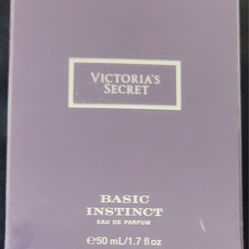 VICTORIA'S
SECRET
BASIC
INSTINCT
EAU DE PARFUM
℮50 mL/1.7 fl oz